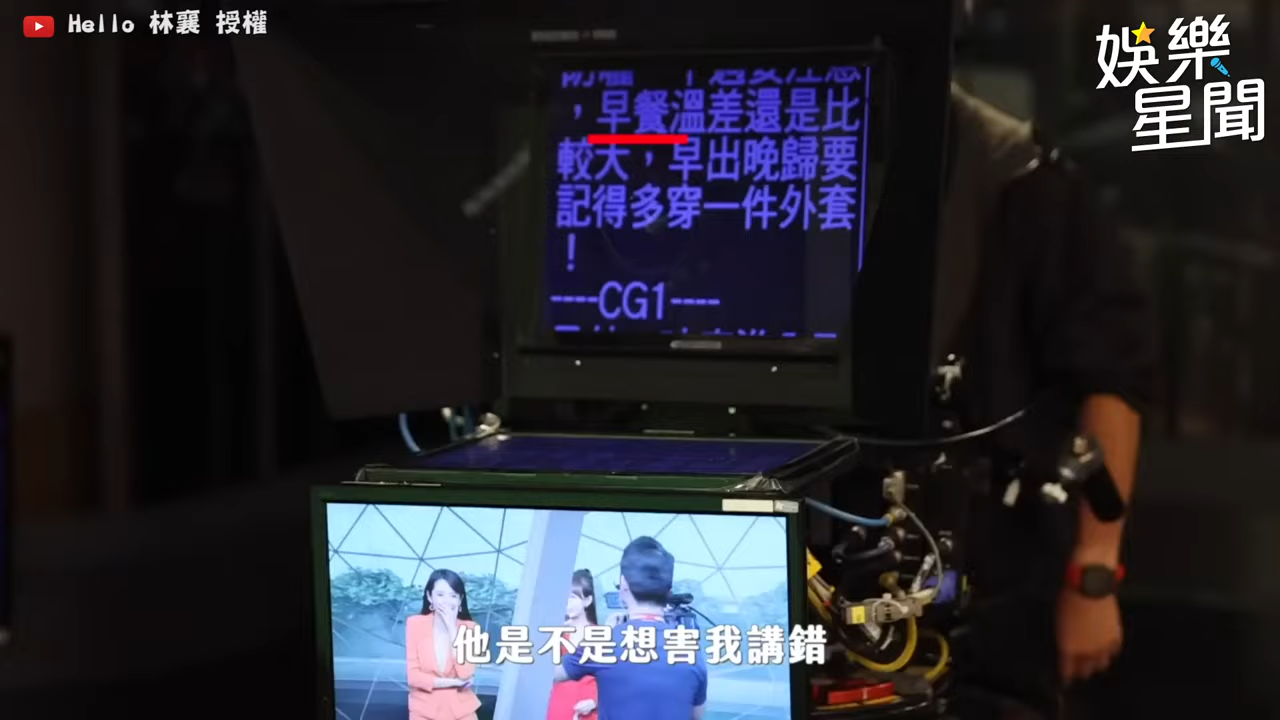 Hello 林襄 授權
娛樂
星聞
，早餐溫差還是比
較大，早出晚歸要
記得多穿一件外套
！
----CG1----
他是不是想害我講錯